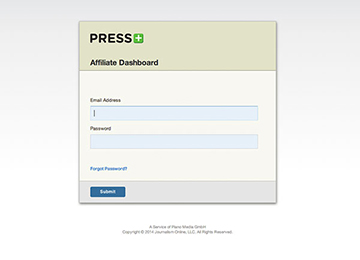 PRESS+
Affiliate Dashboard
Email Address
Password
Forgot Password?
Submit
A Service of Piano Media GmbH
Copyright © 2014 Journalism Online, LLC. All Rights Reserved.